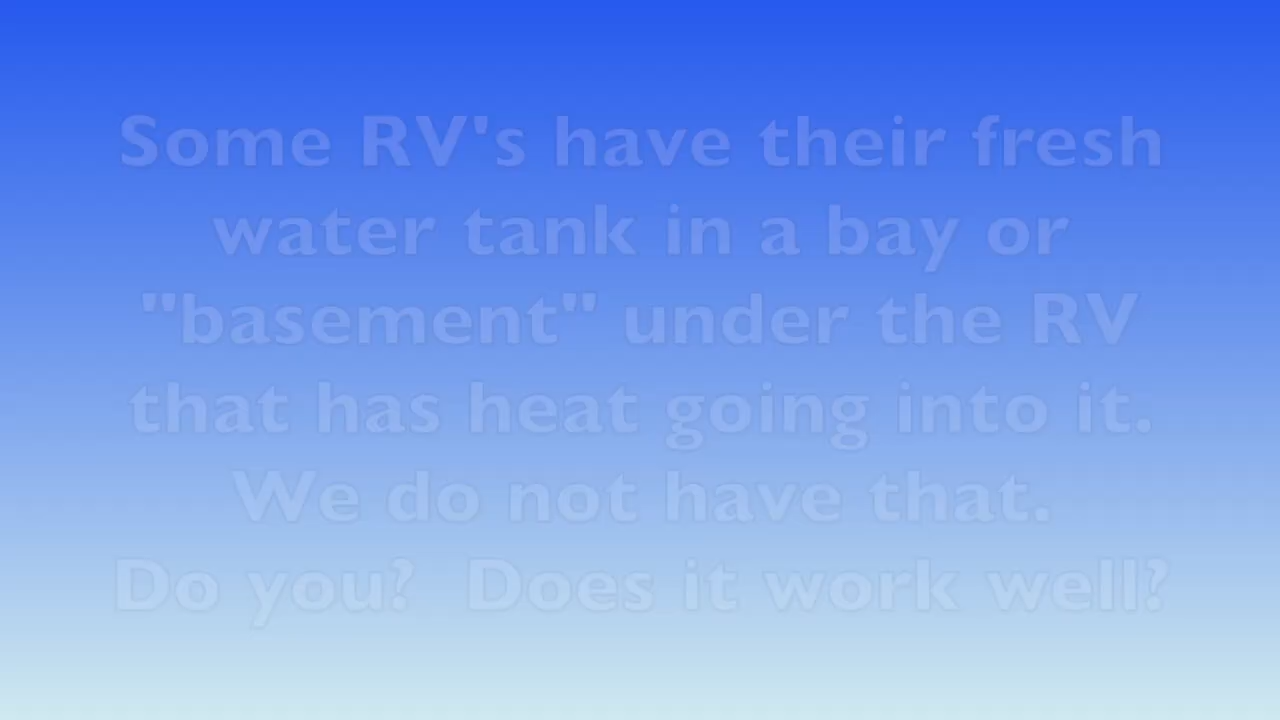 Some RV's have their fresh
water tank in a bay or
"basement" under the RV
that has heat going into it.
We do not have that.
Do you?  Does it work well?